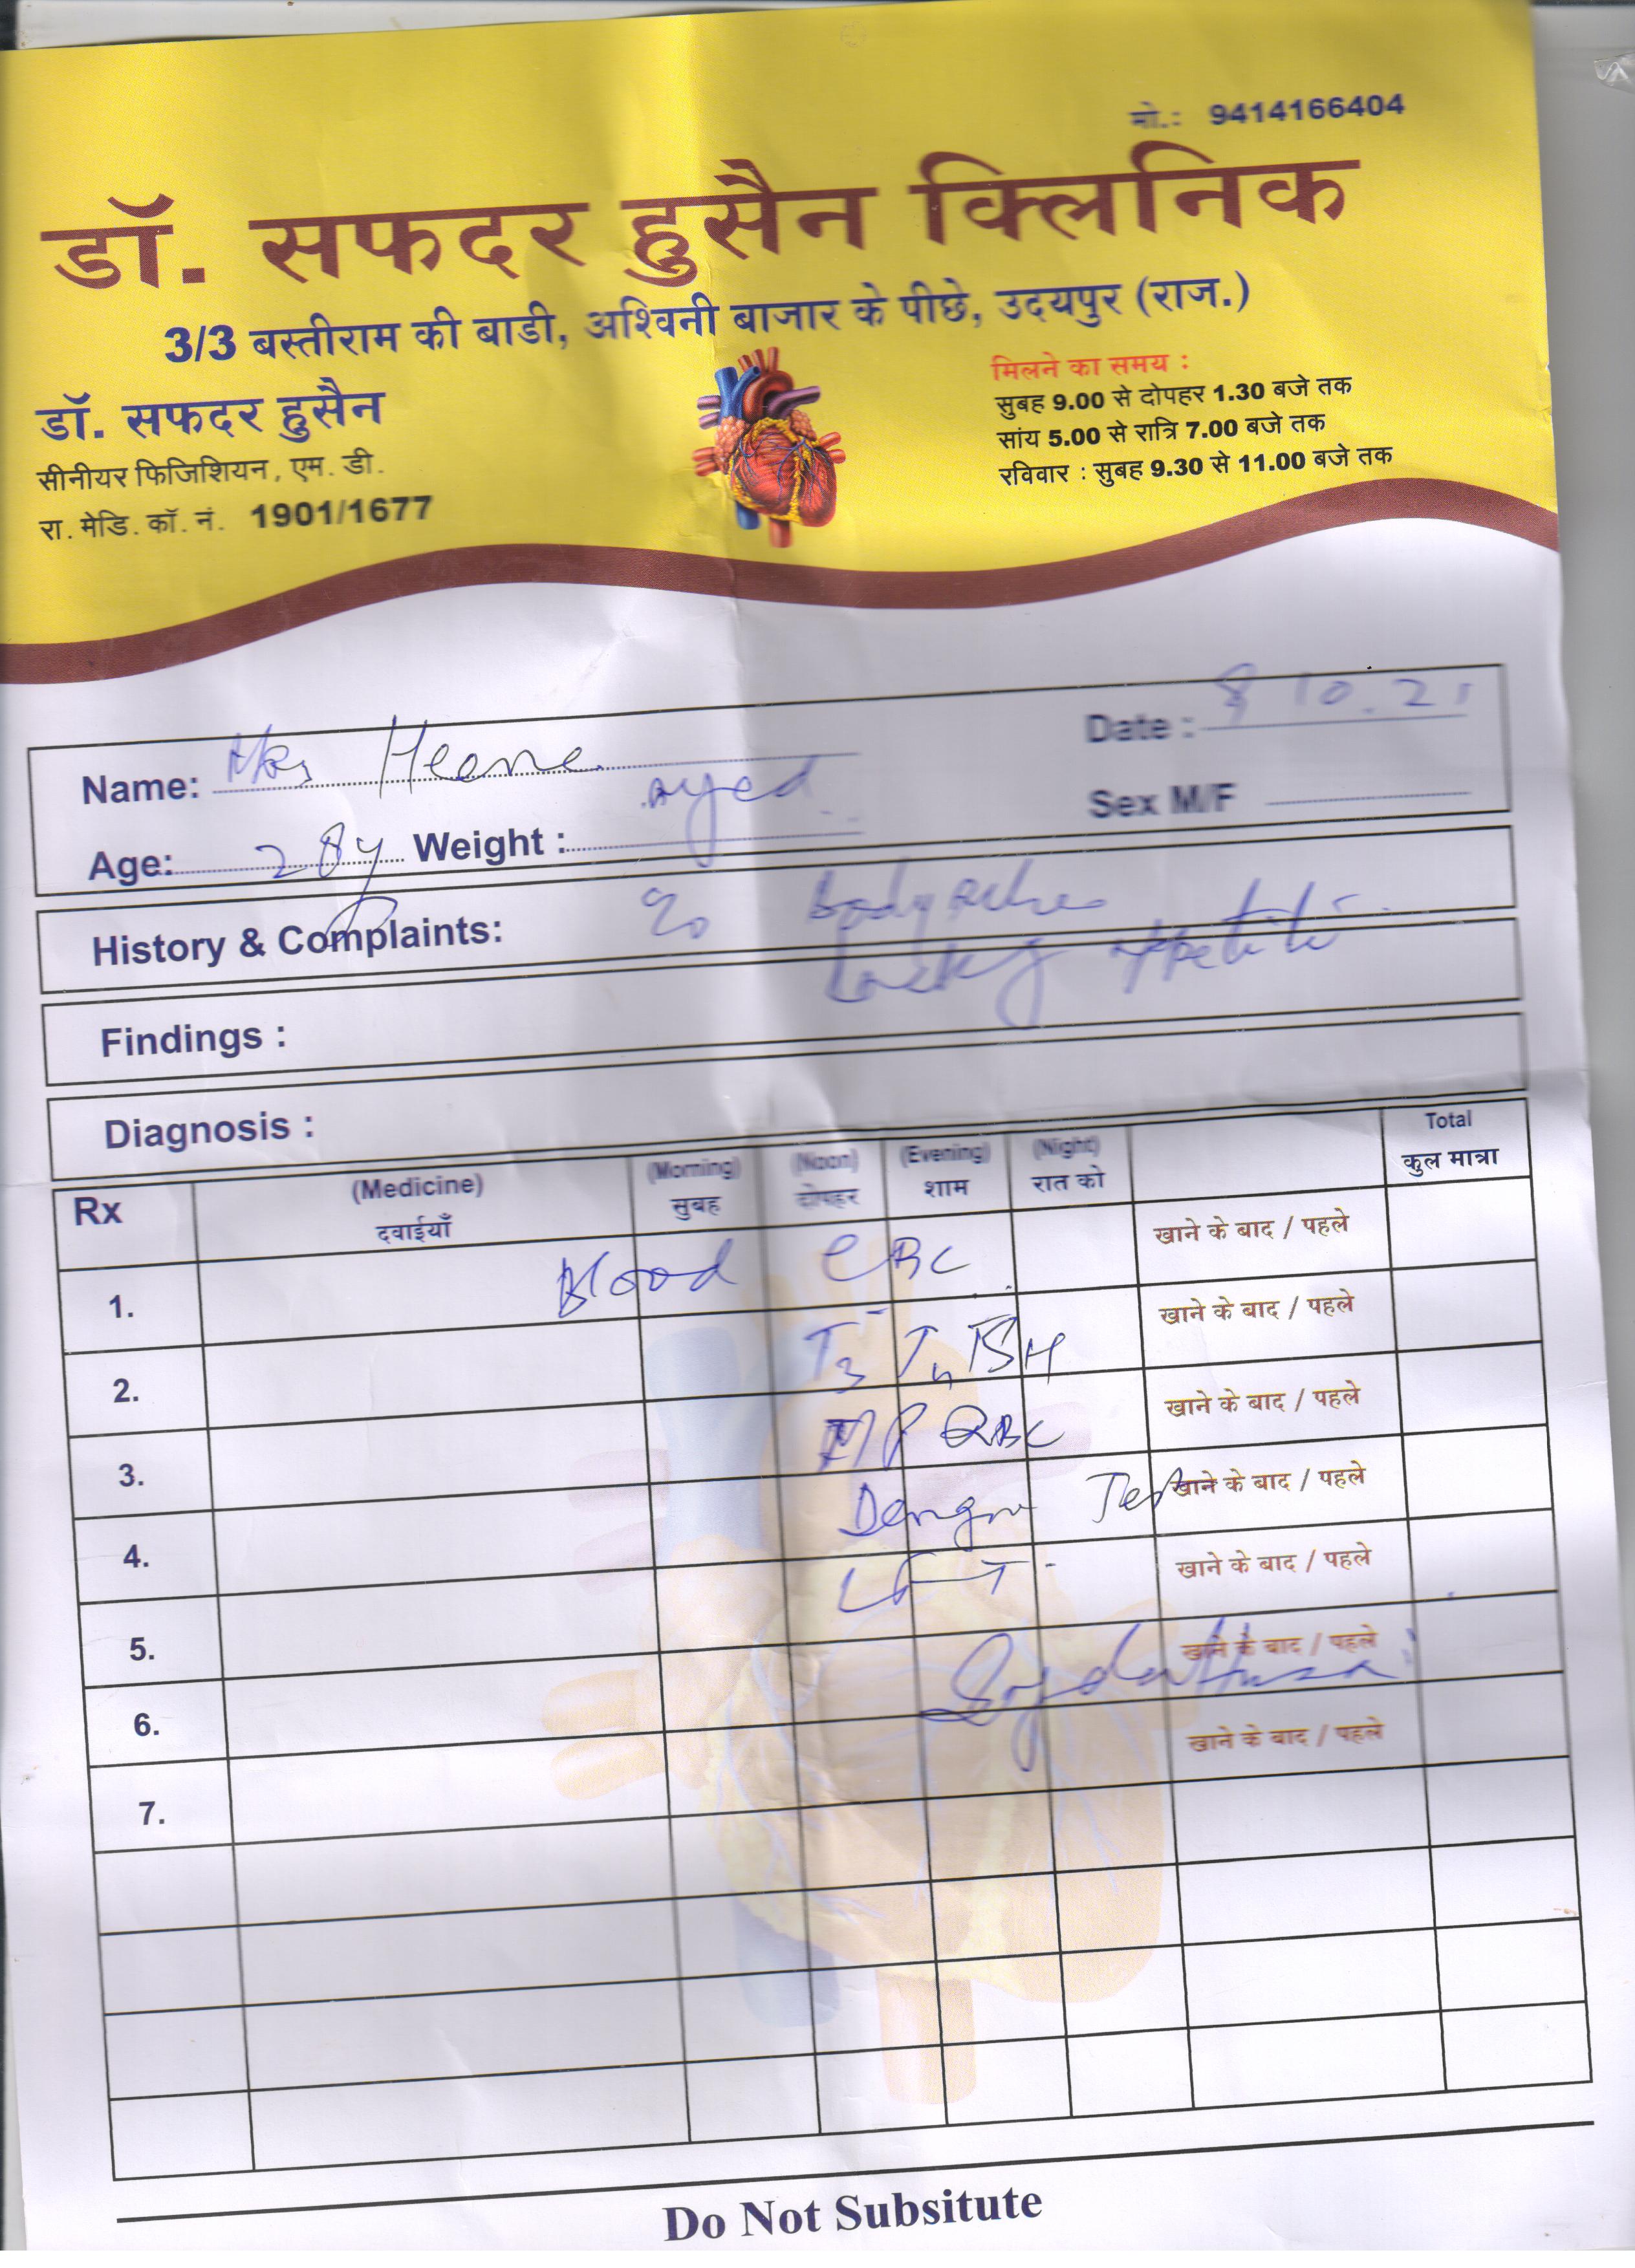 मो.: 9414166404
डॉ. सफदर हुसैन क्लिनिक
3/3 बस्तीराम की बाडी, अश्विनी बाजार के पीछे, उदयपुर (राज.)
डॉ. सफदर हुसैन
सीनीयर फिजिशियन, एम. डी.
रा. मेडि. कॉ. नं. 1901/1677
मिलने का समय :
सुबह 9.00 से दोपहर 1.30 बजे तक
सांय 5.00 से रात्रि 7.00 बजे तक
रविवार : सुबह 9.30 से 11.00 बजे तक
Name: Mrs Heena Date : 8 10.21
Age: 28y Weight : Sex M/F
History & Complaints: c/o Bodyaches
Appetite
Findings :
Diagnosis :
Rx (Medicine) (Morning) (Noon) (Evening) (Night) Total
दवाईयाँ सुबह दोपहर शाम रात को कुल मात्रा
Blood CBC खाने के बाद / पहले
1. खाने के बाद / पहले
T3 T4 TSH
2. खाने के बाद / पहले
MP QBC
3. खाने के बाद / पहले
Dengue Test
4. खाने के बाद / पहले
LFT
5. खाने के बाद / पहले
6. खाने के बाद / पहले
7.
Do Not Subsitute